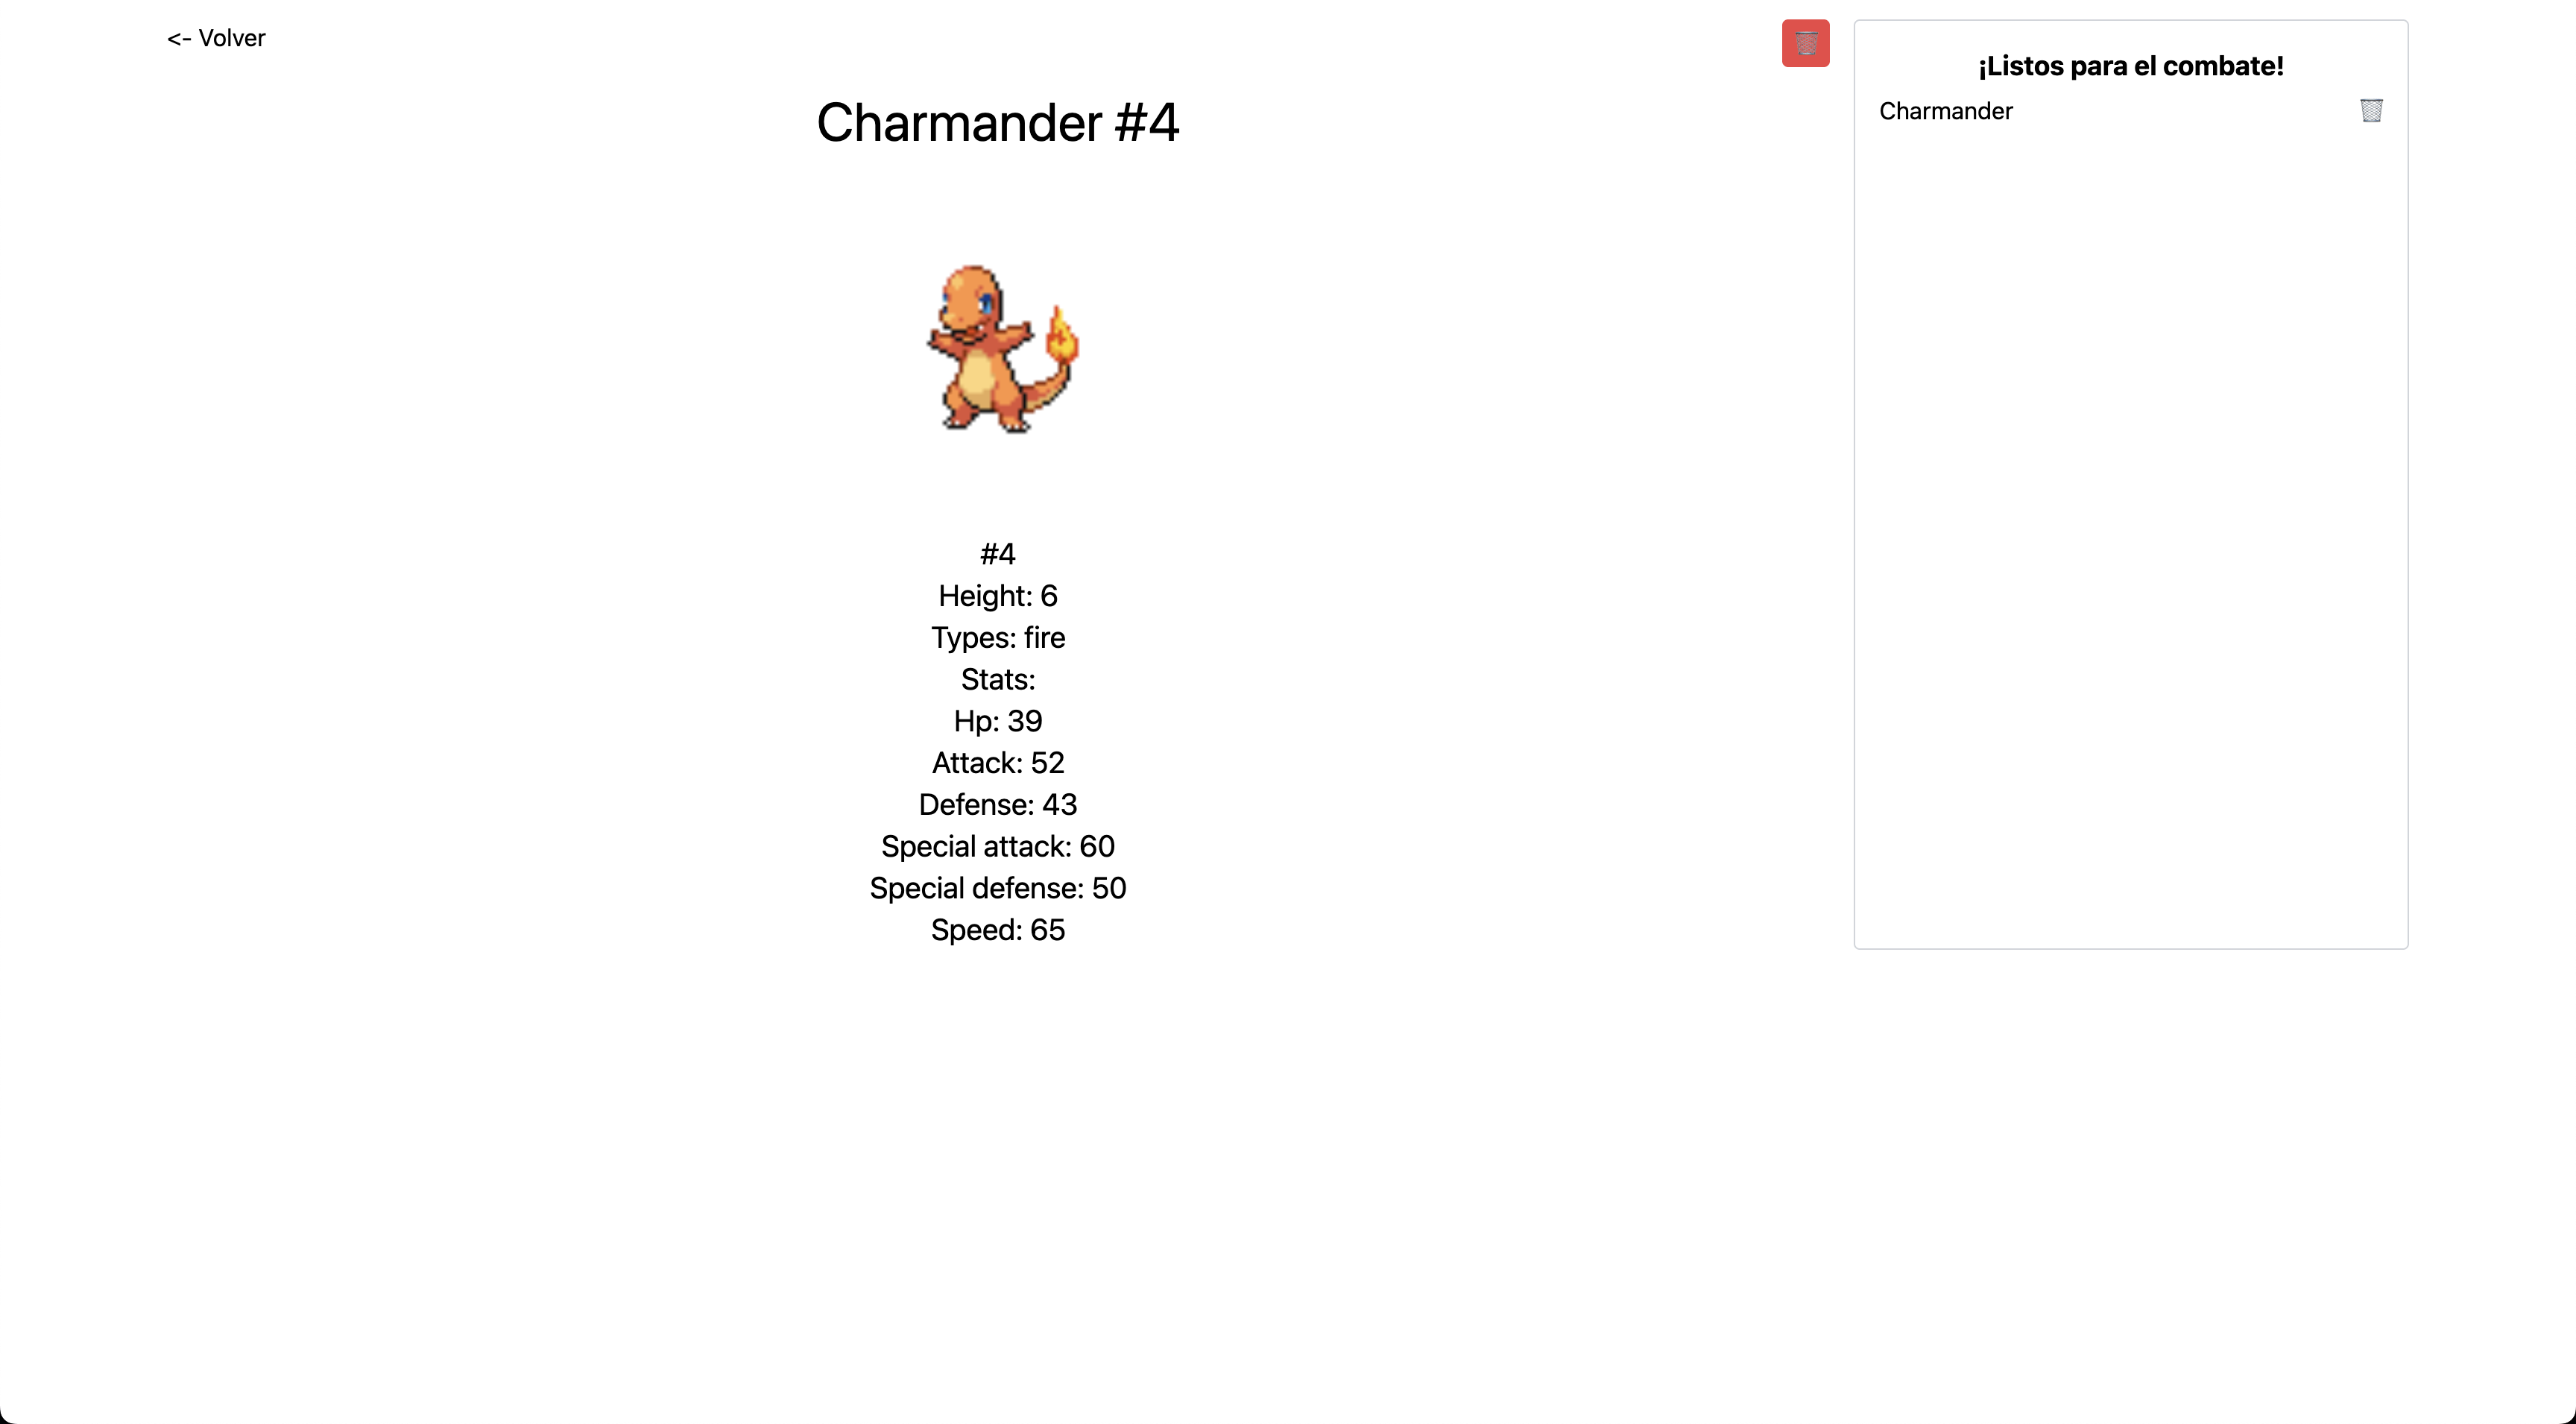 <- Volver
Charmander #4
#4
Height: 6
Types: fire
Stats:
Hp: 39
Attack: 52
Defense: 43
Special attack: 60
Special defense: 50
Speed: 65
¡Listos para el combate!
Charmander